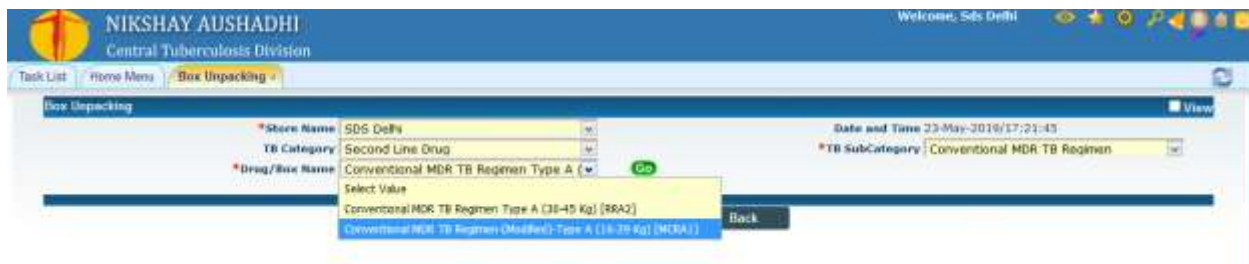 NIKSHAY AUSHADHI
Central Tuberculosis Division
Welcome, Sds Delhi
Task List Home Menu Box Unpacking
Box Unpacking View
*Store Name SDS Delhi Date and Time 23-May-2019/17:21:45
TB Category Second Line Drug *TB SubCategory Conventional MDR TB Regimen
*Drug/Box Name Conventional MDR TB Regimen Type A ( Go
Select Value
Conventional MDR TB Regimen Type A (30-45 Kg) [RRA2]
Conventional MDR TB Regimen (Modified)-Type A (16-29 Kg) [MCRA1]
Back